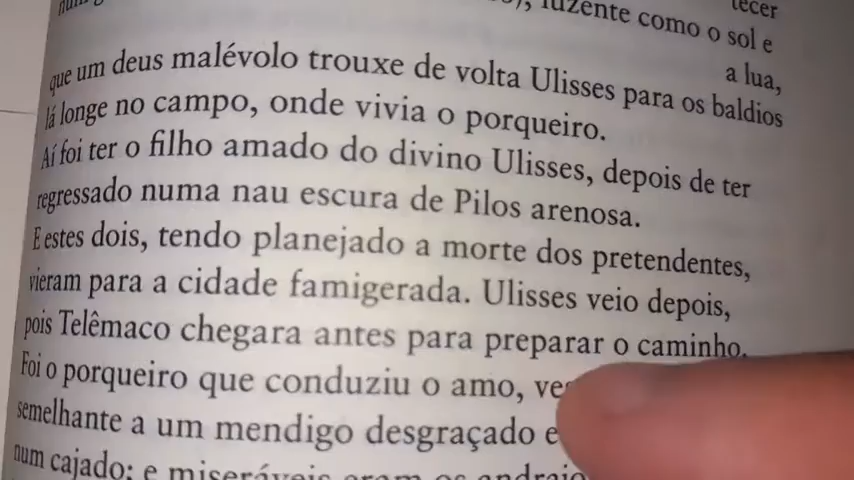 luzente como o sol e
tecer
a lua,
que um deus malévolo trouxe de volta Ulisses para os baldios
lá longe no campo, onde vivia o porqueiro.
Aí foi ter o filho amado do divino Ulisses, depois de ter
regressado numa nau escura de Pilos arenosa.
E estes dois, tendo planejado a morte dos pretendentes,
vieram para a cidade famigerada. Ulisses veio depois,
pois Telêmaco chegara antes para preparar o caminho.
Foi o porqueiro que conduziu o amo,
semelhante a um mendigo desgraçado e
num cajado; e miseráveis eram os